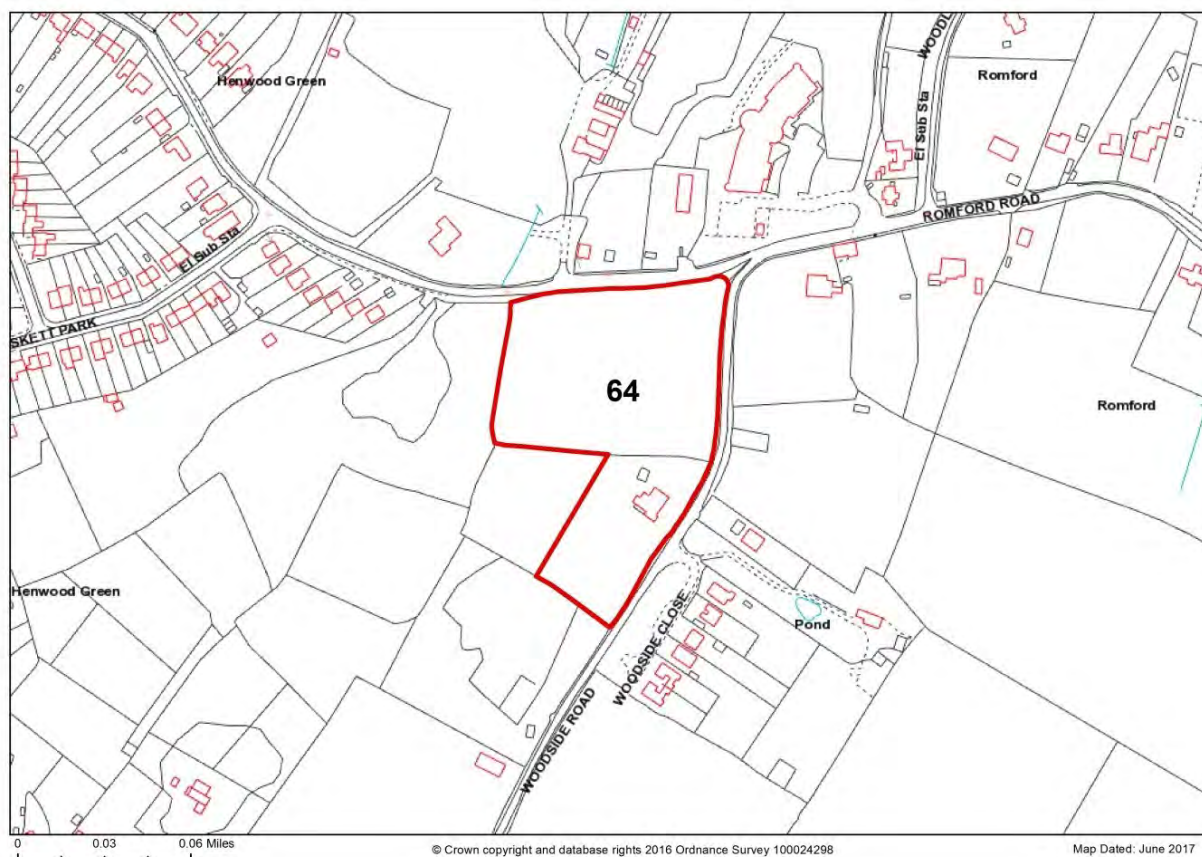 WOODL
Henwood Green
Romford
El Sub Sta
ROMFORD ROAD
El Sub Sta
SKETT PARK
64
Romford
Henwood Green
Pond
WOODSIDE CLOSE
WOODSIDE ROAD
0 0.03 0.06 Miles
© Crown copyright and database rights 2016 Ordnance Survey 100024298
Map Dated: June 2017